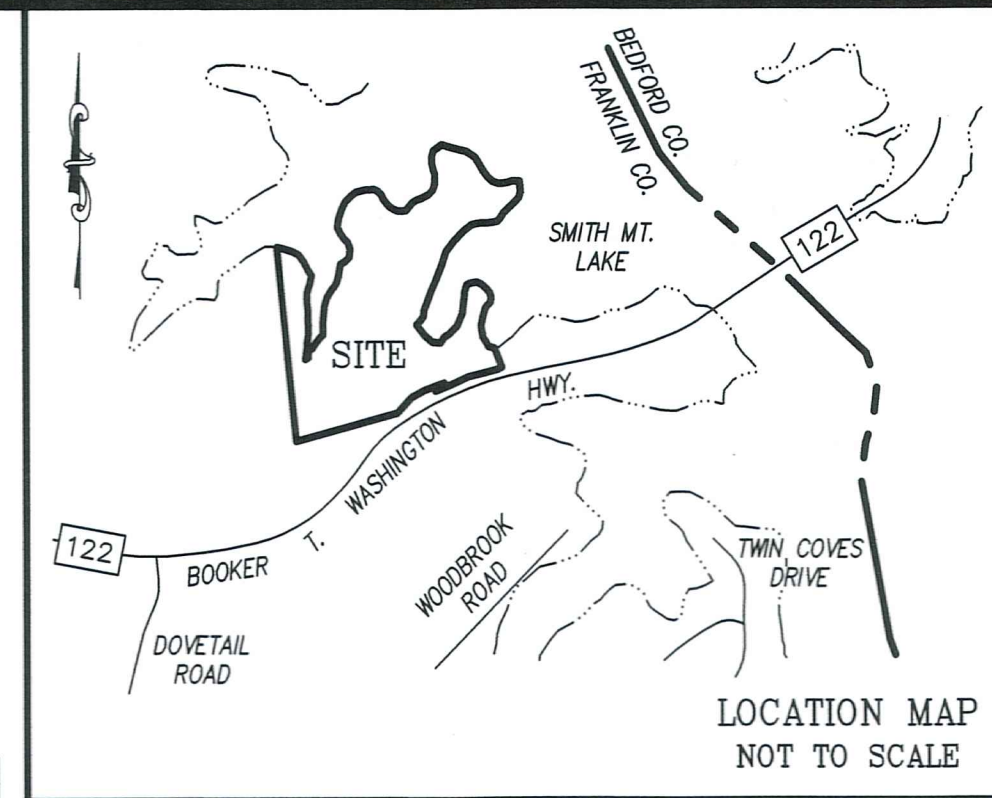 BEDFORD CO.
FRANKLIN CO.
SMITH MT.
LAKE
122
SITE
HWY.
WASHINGTON
T.
BOOKER
122
WOODBROOK
ROAD
TWIN COVES
DRIVE
DOVETAIL
ROAD
LOCATION MAP
NOT TO SCALE